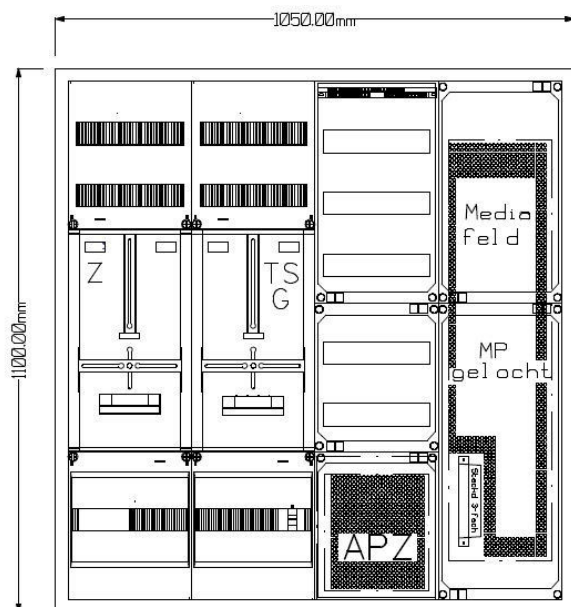 1050.00mm
1100.00mm
Z
TS
G
Media
feld
MP
gelocht
Steckd 3-fach
APZ